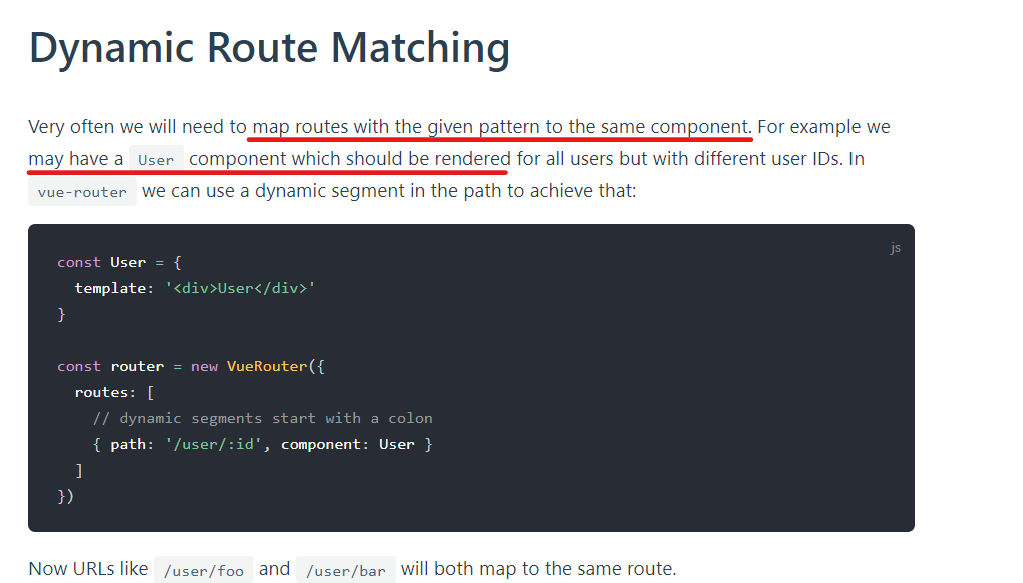 Dynamic Route Matching
Very often we will need to map routes with the given pattern to the same component. For example we
may have a User component which should be rendered for all users but with different user IDs. In
vue-router we can use a dynamic segment in the path to achieve that:
js
const User = {
  template: '<div>User</div>'
}
const router = new VueRouter({
  routes: [
    // dynamic segments start with a colon
    { path: '/user/:id', component: User }
  ]
})
Now URLs like /user/foo and /user/bar will both map to the same route.